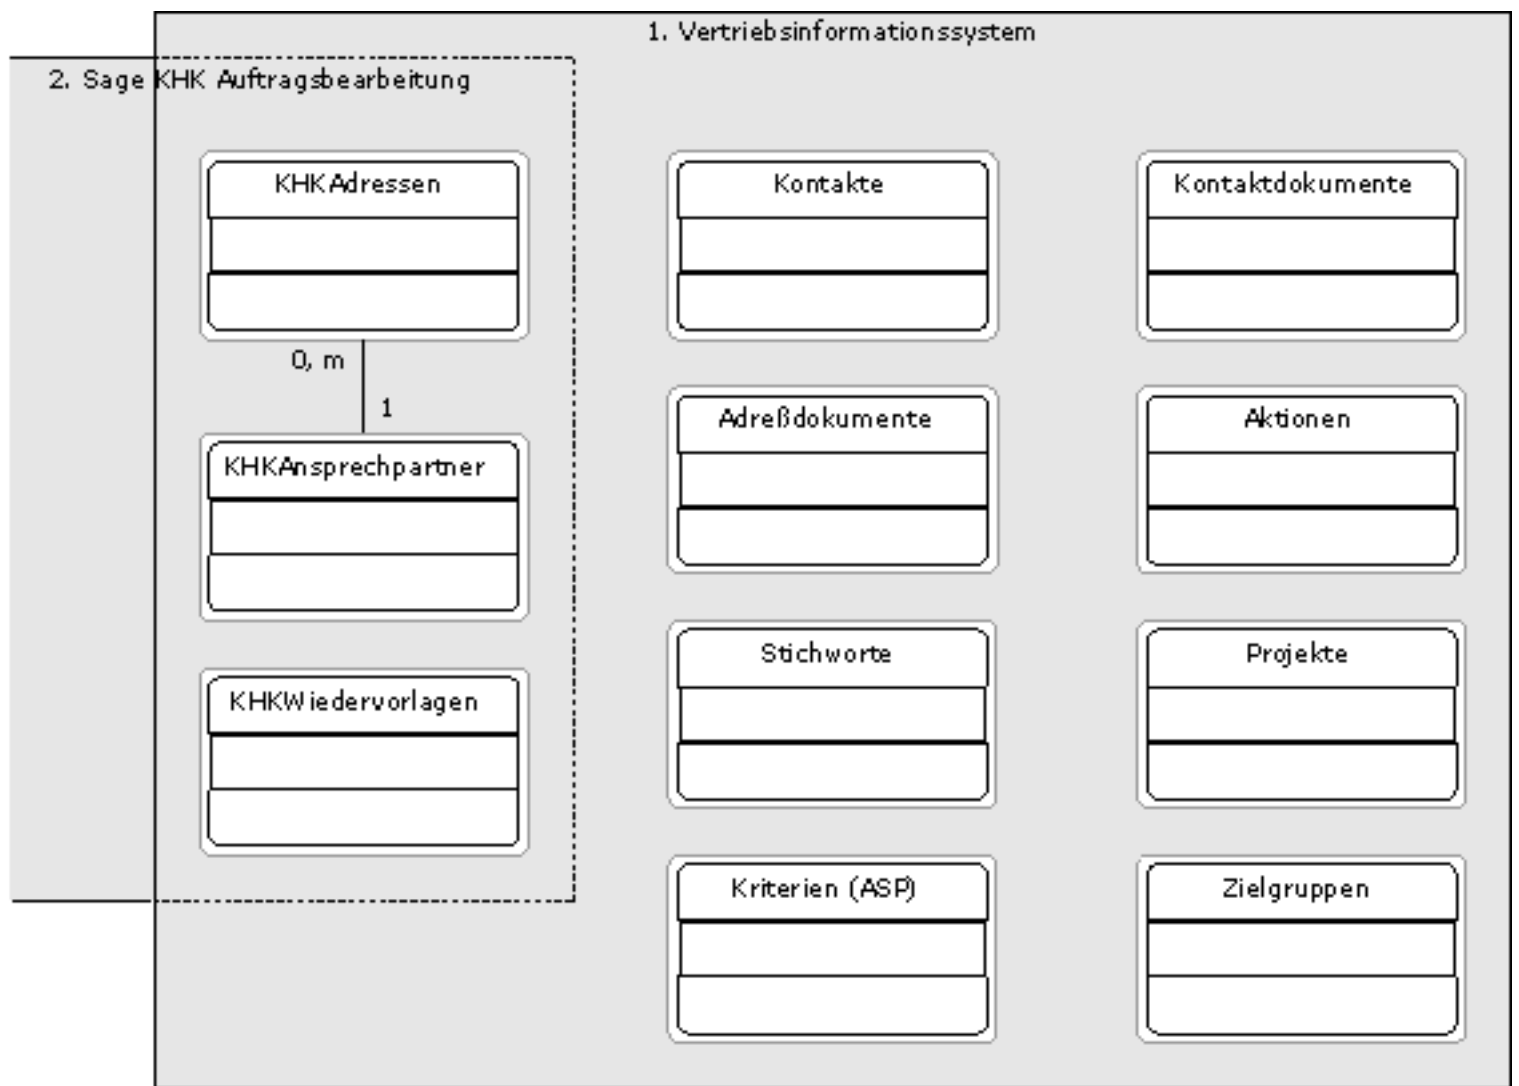 1. Vertriebsinformationssystem
2. Sage KHK Auftragsbearbeitung
KHKAdressen
Kontakte
Kontaktdokumente
0, m
1
Adreßdokumente
Aktionen
KHKAnsprechpartner
Stichworte
Projekte
KHKWiedervorlagen
Kriterien (ASP)
Zielgruppen